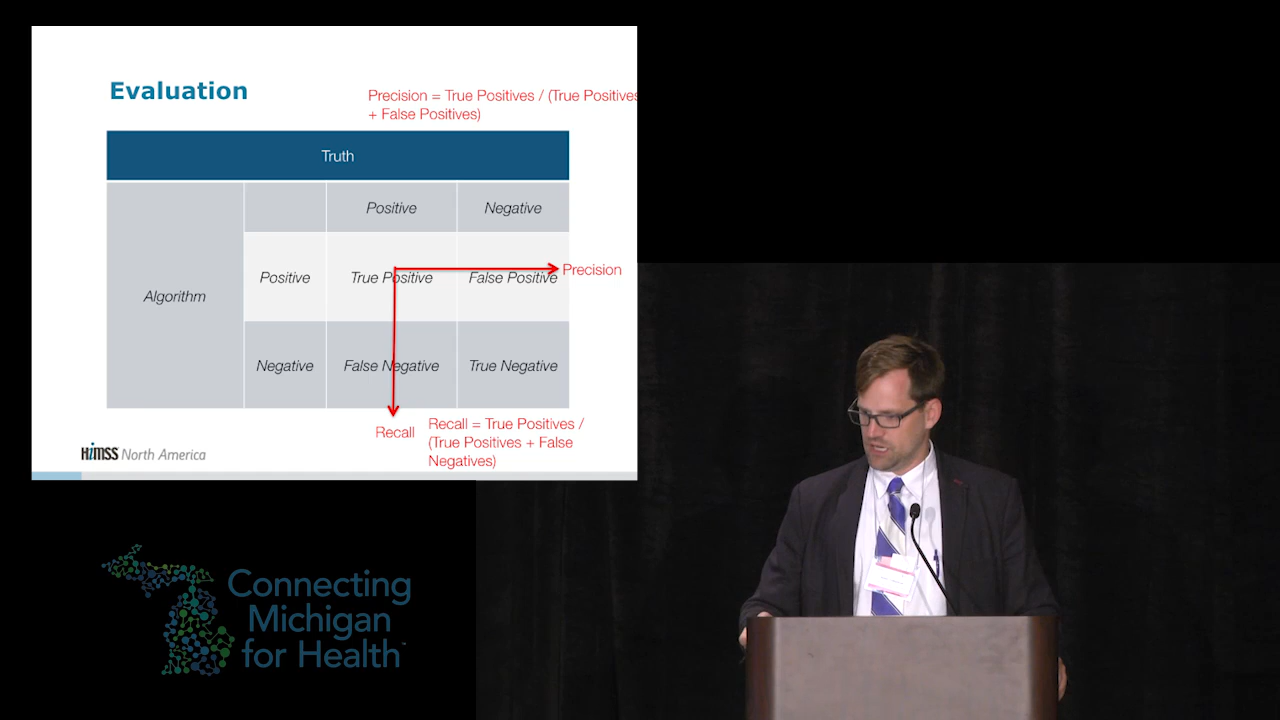 Evaluation
Precision = True Positives / (True Positives
+ False Positives)
Truth
Positive Negative
Positive True Positive False Positive Precision
Algorithm
Negative False Negative True Negative
Recall
Recall = True Positives /
(True Positives + False
Negatives)
HiMSS North America
Connecting
Michigan
for Health™